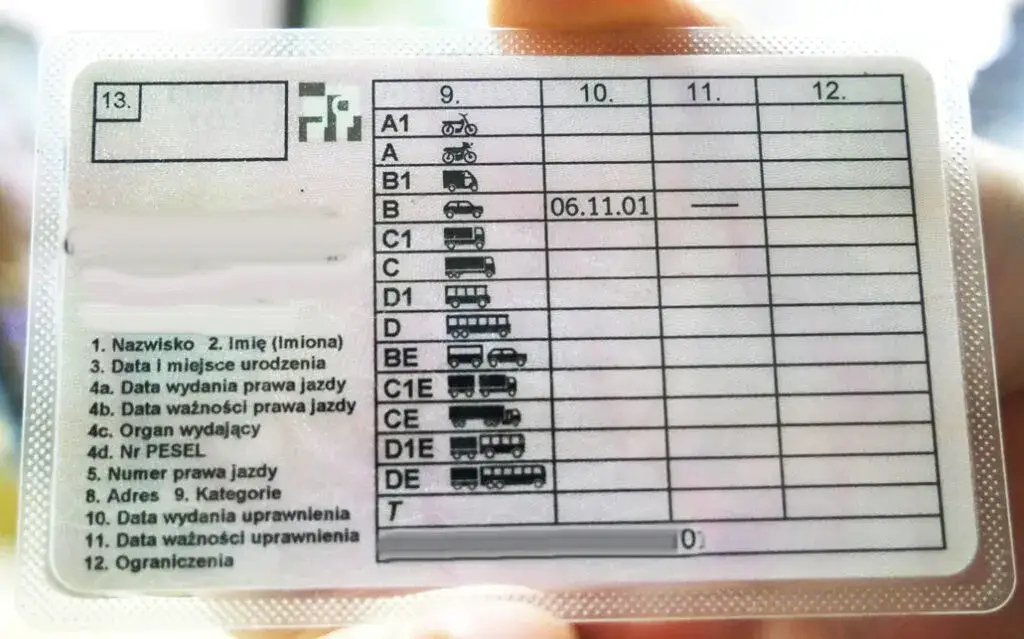 13.
1. Nazwisko 2. Imię (Imiona)
3. Data i miejsce urodzenia
4a. Data wydania prawa jazdy
4b. Data ważności prawa jazdy
4c. Organ wydający
4d. Nr PESEL
5. Numer prawa jazdy
8. Adres 9. Kategorie
10. Data wydania uprawnienia
11. Data ważności uprawnienia
12. Ograniczenia
9. 10. 11. 12.
A1
A
B1
B 06.11.01 —
C1
C
D1
D
BE
C1E
CE
D1E
DE
T
0